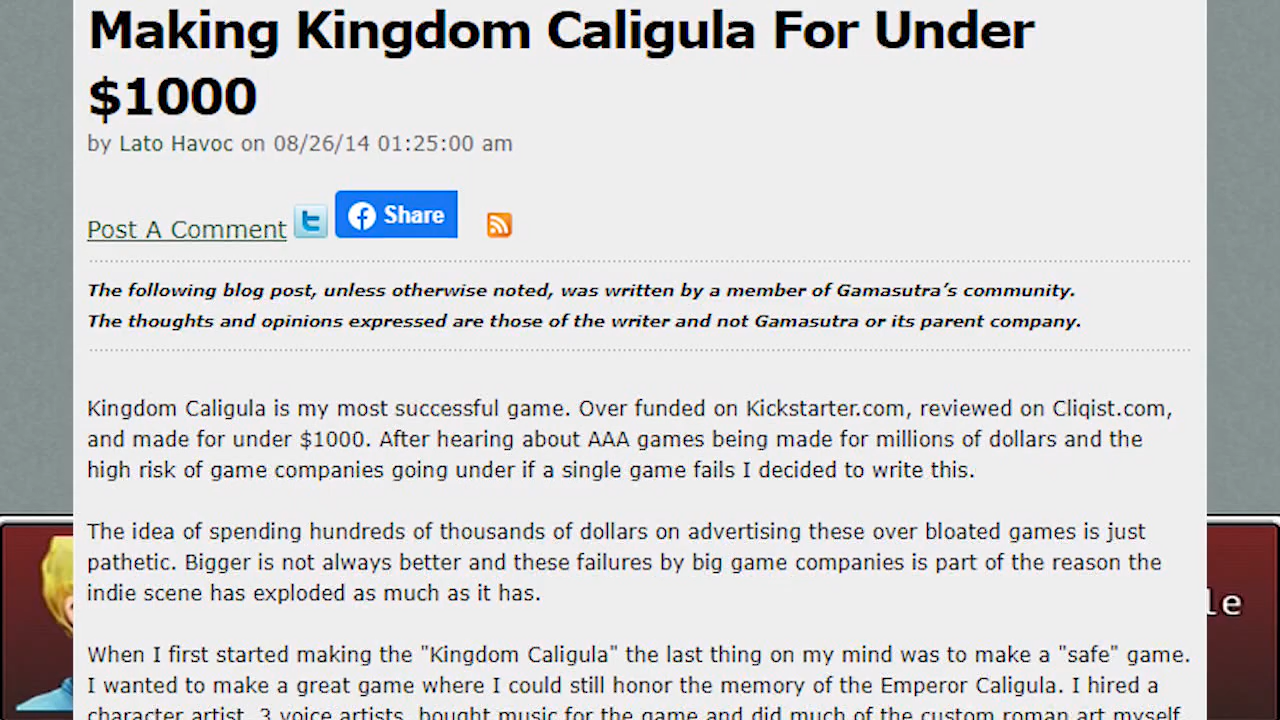 Making Kingdom Caligula For Under
$1000
by Lato Havoc on 08/26/14 01:25:00 am
Post A Comment Share
The following blog post, unless otherwise noted, was written by a member of Gamasutra’s community.
The thoughts and opinions expressed are those of the writer and not Gamasutra or its parent company.
Kingdom Caligula is my most successful game. Over funded on Kickstarter.com, reviewed on Cliqist.com,
and made for under $1000. After hearing about AAA games being made for millions of dollars and the
high risk of game companies going under if a single game fails I decided to write this.
The idea of spending hundreds of thousands of dollars on advertising these over bloated games is just
pathetic. Bigger is not always better and these failures by big game companies is part of the reason the
indie scene has exploded as much as it has.
le
When I first started making the "Kingdom Caligula" the last thing on my mind was to make a "safe" game.
I wanted to make a great game where I could still honor the memory of the Emperor Caligula. I hired a
character artist, 3 voice artists, bought music for the game and did much of the custom roman art myself.